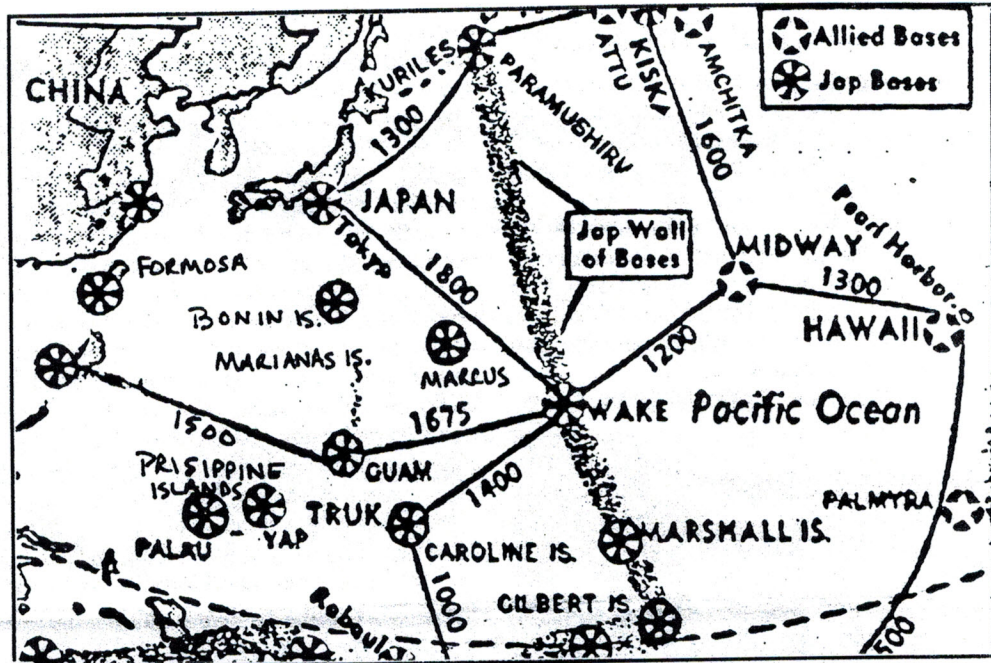 Allied Bases
Jap Bases
CHINA
KURILES
PARAMUSHIRU
ATTU
KISKA
AMCHITKA
1300
1600
JAPAN
Tokyo
Jap Wall
of Bases
Pearl Harbor
MIDWAY
1300
HAWAII
FORMOSA
1800
BONIN IS.
MARIANAS IS.
MARCUS
1200
WAKE
Pacific Ocean
1500
1675
GUAM
1400
PRISIPPINE
ISLANDS
PALAU
YAP
TRUK
CAROLINE IS.
MARSHALL IS.
PALMYRA
1000
GILBERT IS.
Rabaul